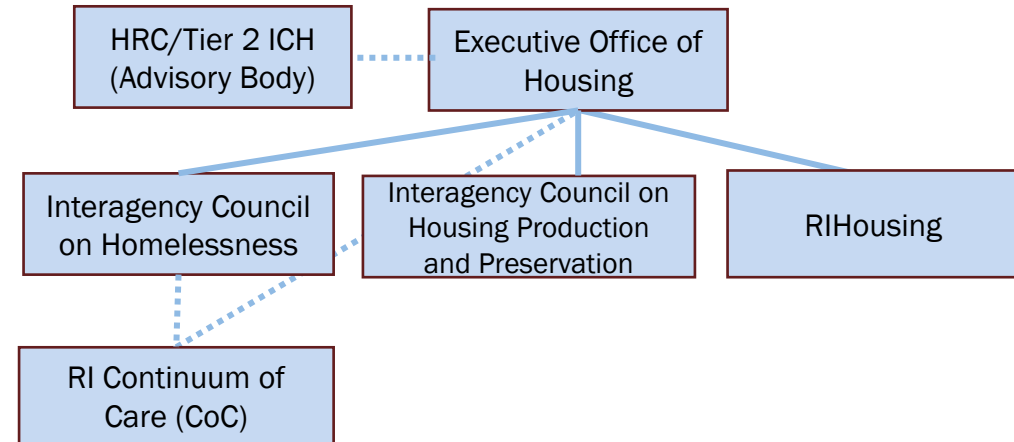 HRC/Tier 2 ICH
(Advisory Body)
Executive Office of
Housing
Interagency Council
on Homelessness
Interagency Council on
Housing Production
and Preservation
RIHousing
RI Continuum of
Care (CoC)